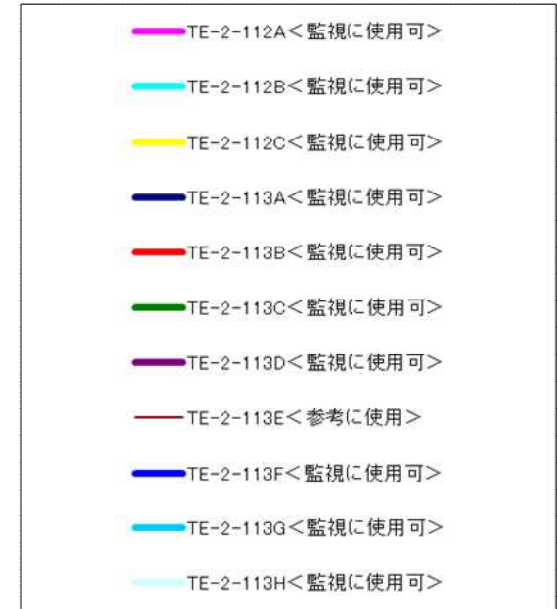 TE-2-112A<監視に使用可>
TE-2-112B<監視に使用可>
TE-2-112C<監視に使用可>
TE-2-113A<監視に使用可>
TE-2-113B<監視に使用可>
TE-2-113C<監視に使用可>
TE-2-113D<監視に使用可>
TE-2-113E<参考に使用>
TE-2-113F<監視に使用可>
TE-2-113G<監視に使用可>
TE-2-113H<監視に使用可>